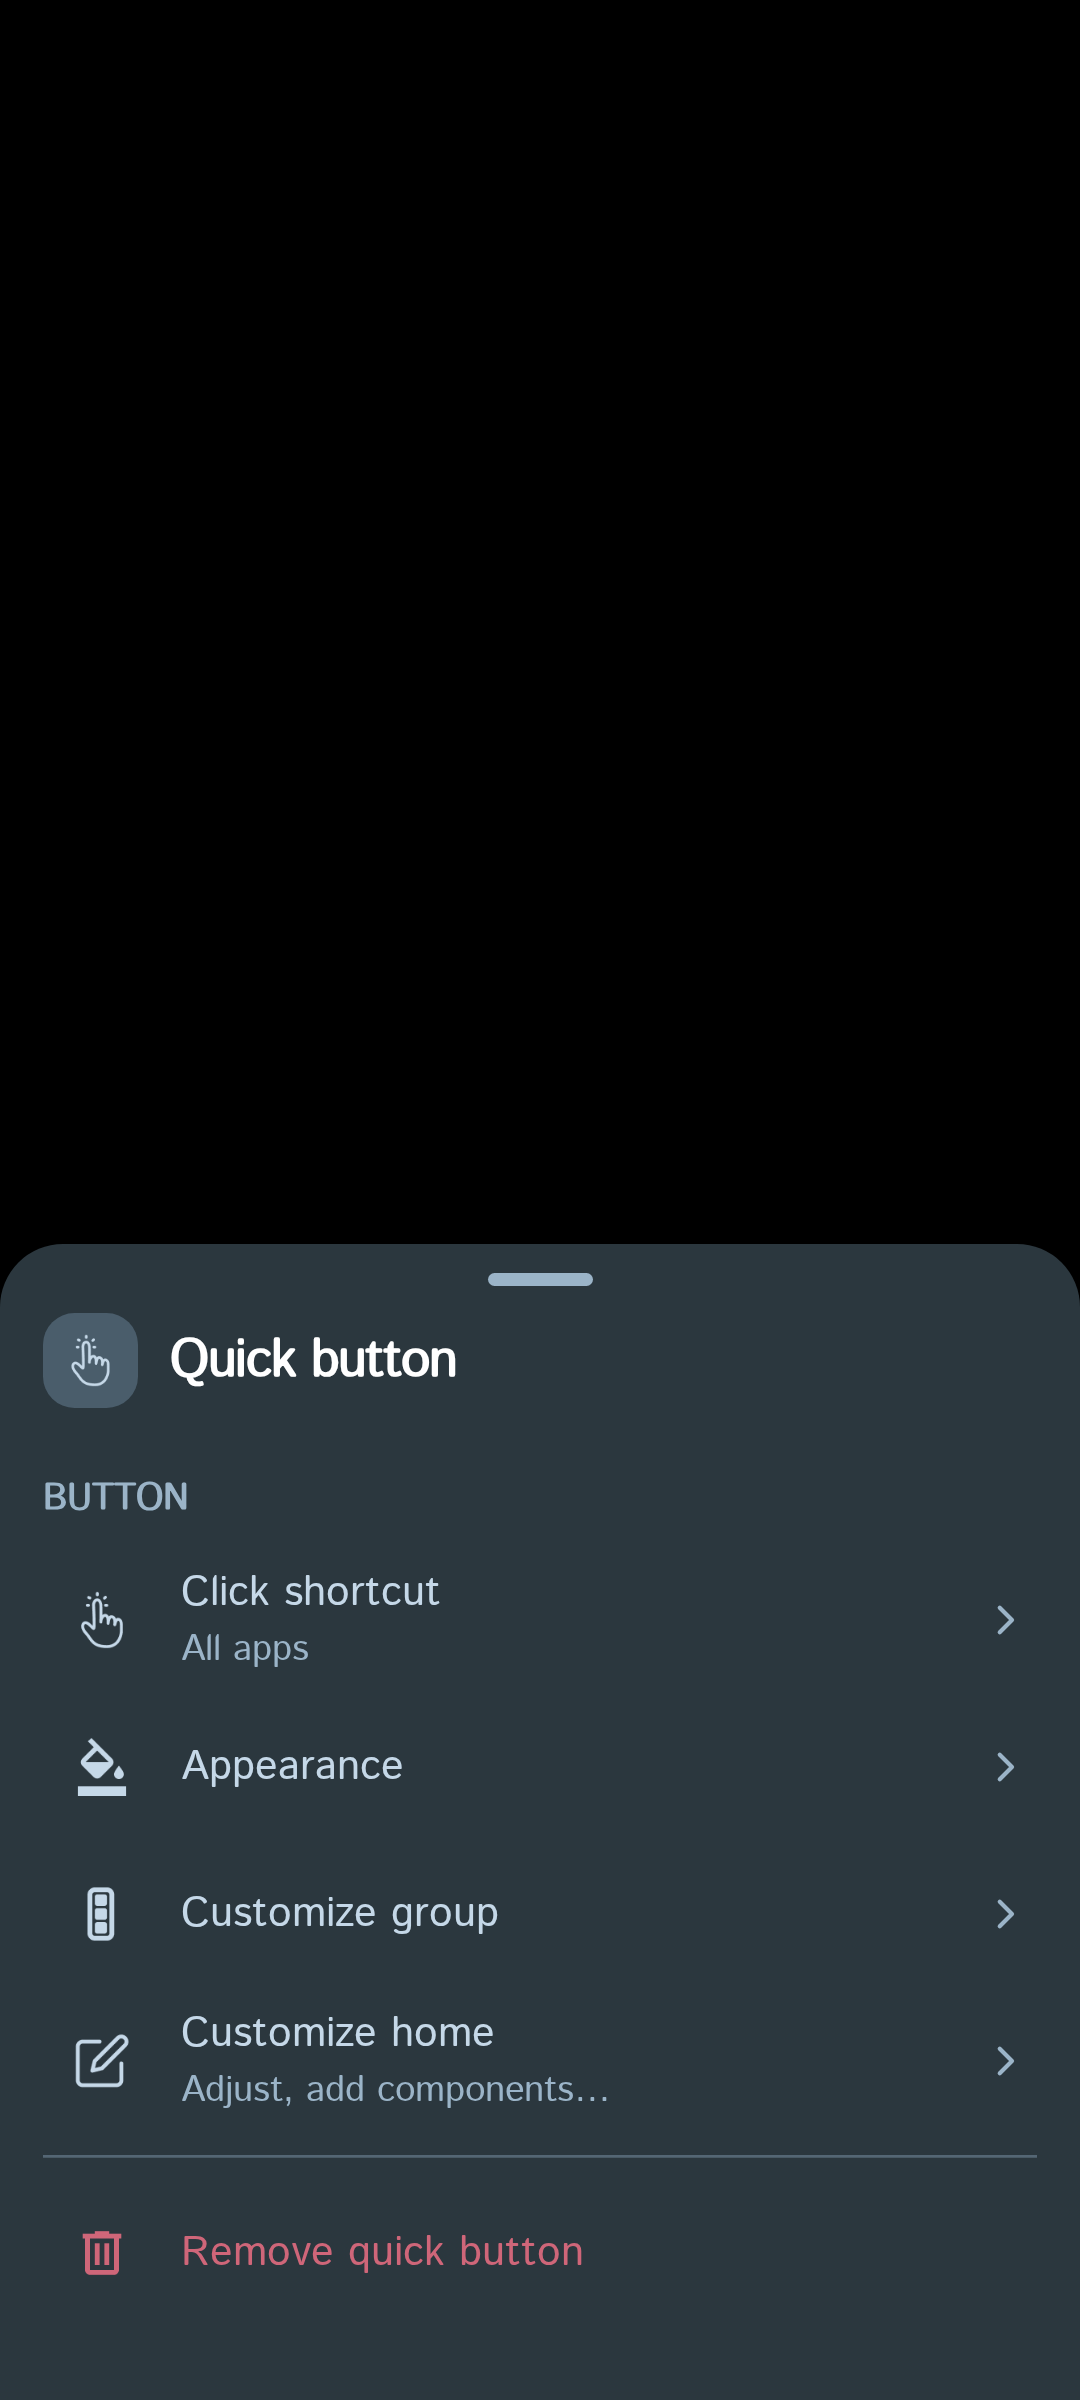 Quick button
BUTTON
Click shortcut
All apps
Appearance
Customize group
Customize home
Adjust, add components...
Remove quick button